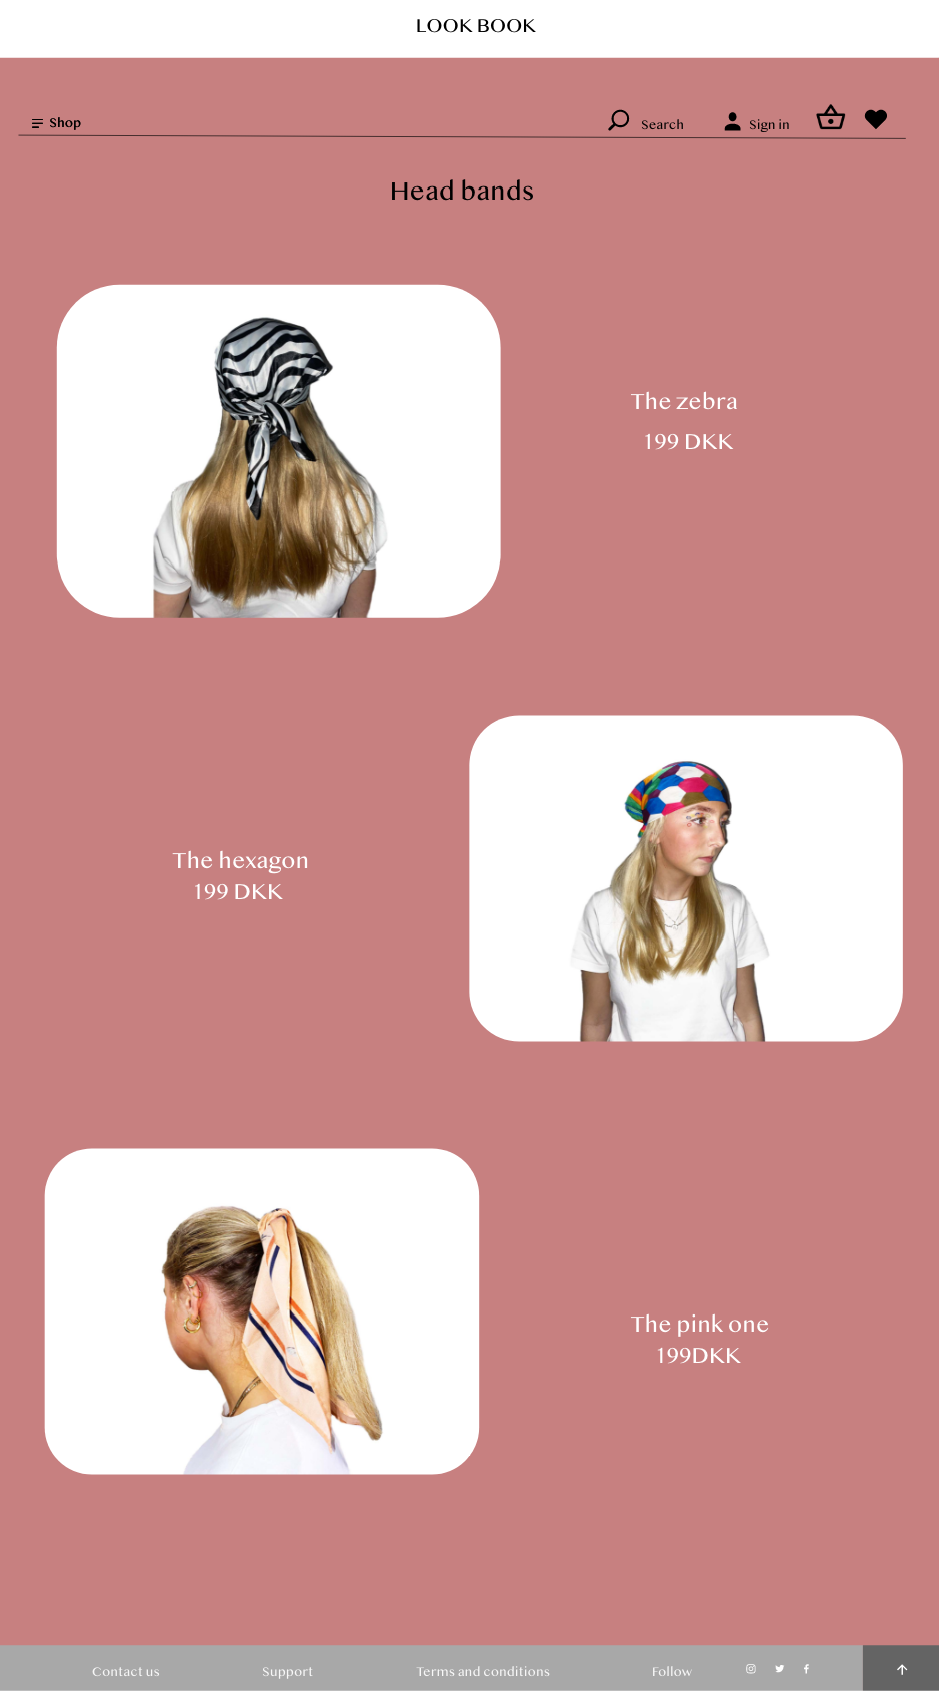 LOOK BOOK
Shop
Search
Sign in
Head bands
The zebra
199 DKK
The hexagon
199 DKK
The pink one
199DKK
Contact us
Support
Terms and conditions
Follow